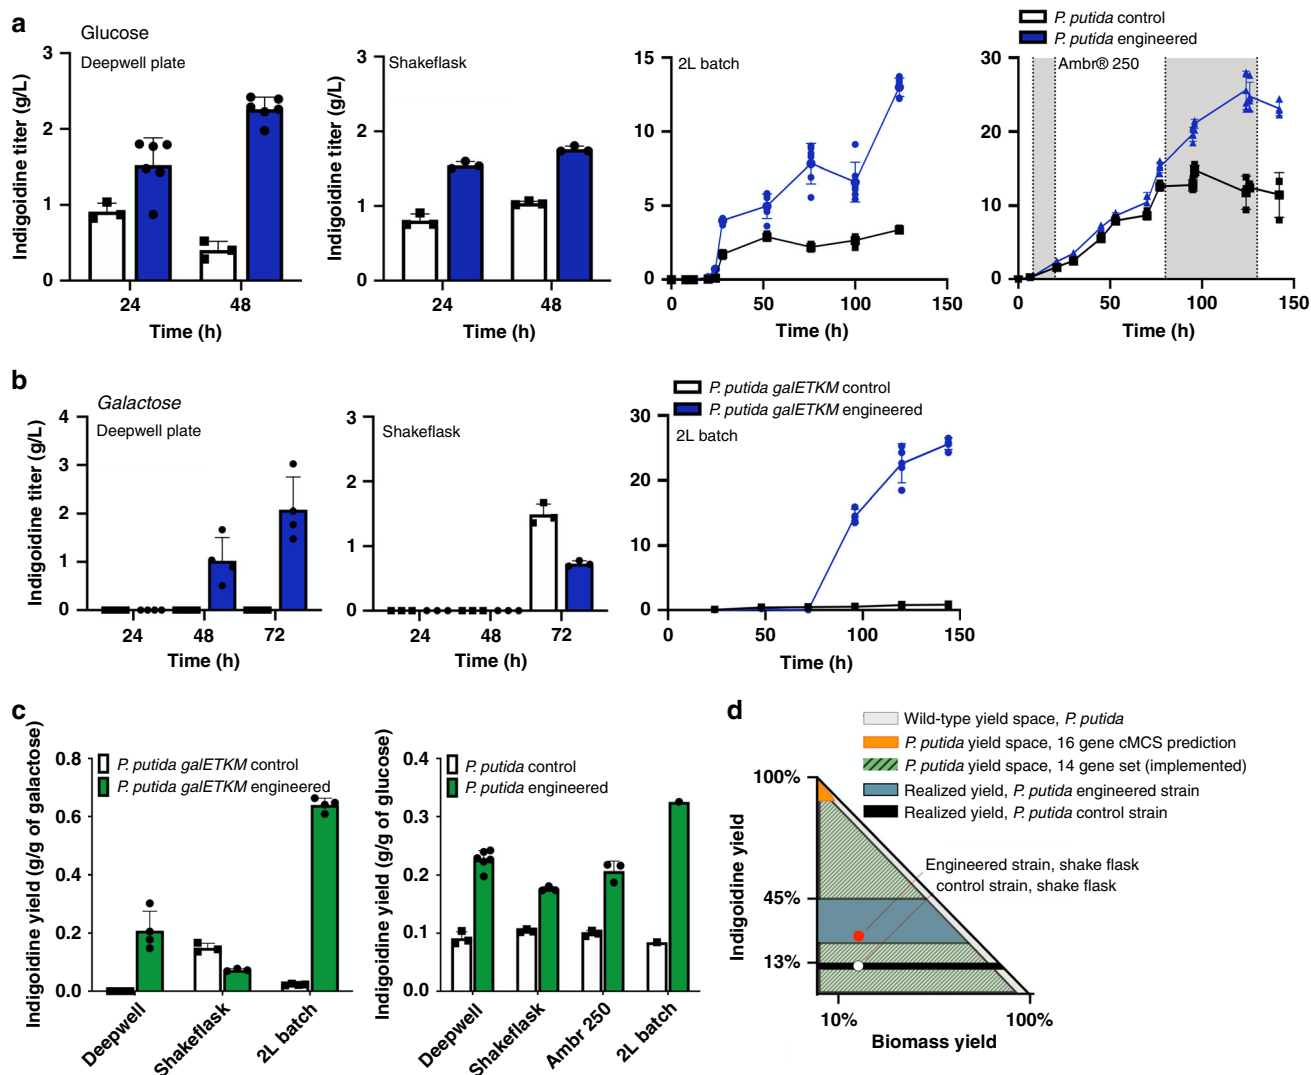 a
Glucose
Deepwell plate
Indigoidine titer (g/L)
3
2
1
0
24
48
Time (h)
Shakeflask
Indigoidine titer (g/L)
3
2
1
0
24
48
Time (h)
2L batch
15
10
5
0
0
50
100
150
Time (h)
P. putida control
P. putida engineered
Ambr® 250
30
20
10
0
0
50
100
150
Time (h)
b
Galactose
Deepwell plate
Indigoidine titer (g/L)
4
3
2
1
0
24
48
72
Time (h)
Shakeflask
3
2
1
0
24
48
72
Time (h)
P. putida galETKM control
P. putida galETKM engineered
2L batch
30
20
10
0
0
50
100
150
Time (h)
c
Indigoidine yield (g/g of galactose)
P. putida galETKM control
P. putida galETKM engineered
0.8
0.6
0.4
0.2
0.0
Deepwell
Shakeflask
2L batch
Indigoidine yield (g/g of glucose)
P. putida control
P. putida engineered
0.4
0.3
0.2
0.1
0.0
Deepwell
Shakeflask
Ambr 250
2L batch
d
Wild-type yield space, P. putida
P. putida yield space, 16 gene cMCS prediction
P. putida yield space, 14 gene set (implemented)
Realized yield, P. putida engineered strain
Realized yield, P. putida control strain
Engineered strain, shake flask
control strain, shake flask
Indigoidine yield
100%
45%
13%
10%
100%
Biomass yield